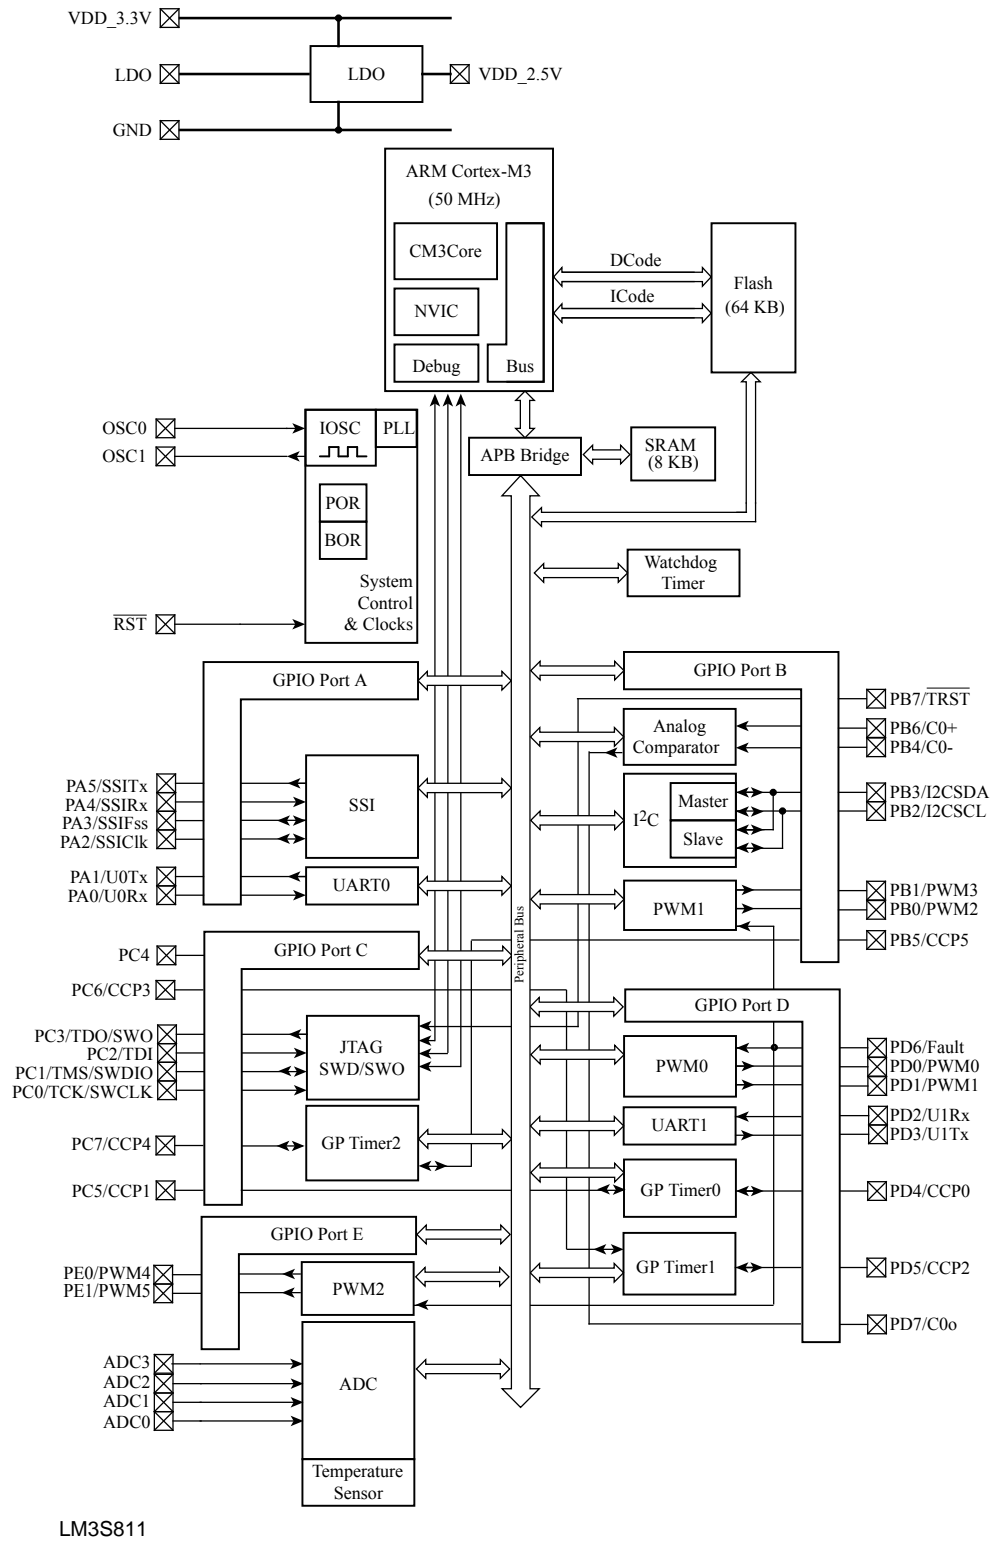 VDD_3.3V
LDO
LDO
VDD_2.5V
GND
ARM Cortex-M3
(50 MHz)
CM3Core
NVIC
Debug
Bus
DCode
ICode
Flash
(64 KB)
OSC0
OSC1
IOSC
PLL
POR
BOR
System
Control
& Clocks
RST
APB Bridge
SRAM
(8 KB)
Watchdog
Timer
GPIO Port A
PA5/SSITx
PA4/SSIRx
PA3/SSIFss
PA2/SSIClk
SSI
PA1/U0Tx
PA0/U0Rx
UART0
GPIO Port B
PB7/TRST
Analog
Comparator
PB6/C0+
PB4/C0-
I2C
Master
Slave
PB3/I2CSDA
PB2/I2CSCL
PWM1
PB1/PWM3
PB0/PWM2
PB5/CCP5
Peripheral Bus
GPIO Port C
PC4
PC6/CCP3
PC3/TDO/SWO
PC2/TDI
PC1/TMS/SWDIO
PC0/TCK/SWCLK
JTAG
SWD/SWO
PC7/CCP4
GP Timer2
PC5/CCP1
GPIO Port D
PWM0
PD6/Fault
PD0/PWM0
PD1/PWM1
UART1
PD2/U1Rx
PD3/U1Tx
GP Timer0
PD4/CCP0
GP Timer1
PD5/CCP2
PD7/C0o
GPIO Port E
PE0/PWM4
PE1/PWM5
PWM2
ADC3
ADC2
ADC1
ADC0
ADC
Temperature
Sensor
LM3S811